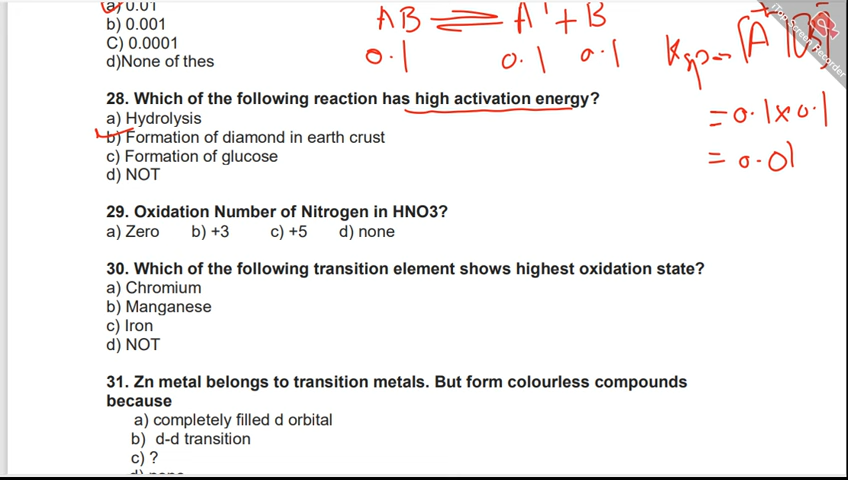 a) 0.01
b) 0.001
C) 0.0001
d)None of thes
AB ⇌ A+ + B
0.1 0.1 0.1
Ksp = [A+][B-]
= 0.1 x 0.1
= 0.01
28. Which of the following reaction has high activation energy?
a) Hydrolysis
b) Formation of diamond in earth crust
c) Formation of glucose
d) NOT
29. Oxidation Number of Nitrogen in HNO3?
a) Zero b) +3 c) +5 d) none
30. Which of the following transition element shows highest oxidation state?
a) Chromium
b) Manganese
c) Iron
d) NOT
31. Zn metal belongs to transition metals. But form colourless compounds
because
a) completely filled d orbital
b) d-d transition
c) ?
d) none
iTop Screen Recorder